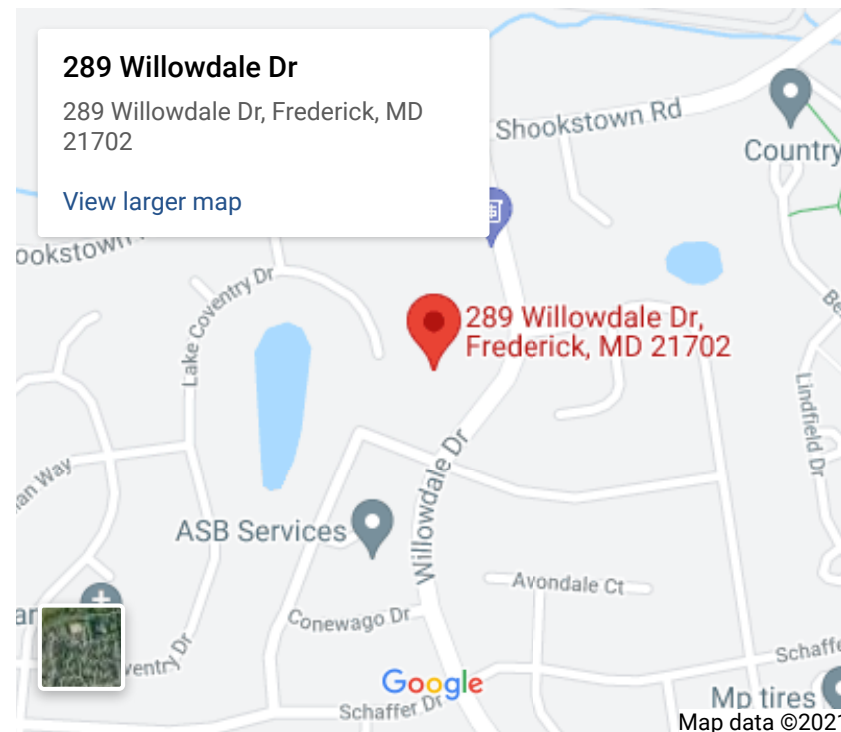 289 Willowdale Dr
289 Willowdale Dr, Frederick, MD
21702
View larger map
Shookstown Rd
Country
ookstown
Lake Coventry Dr
289 Willowdale Dr,
Frederick, MD 21702
Lindfield Dr
an Way
Willowdale Dr
ASB Services
Avondale Ct
Conewago Dr
ar
ventry Dr
Schaffe
Google
Schaffer Dr
Mp tires
Map data ©2021